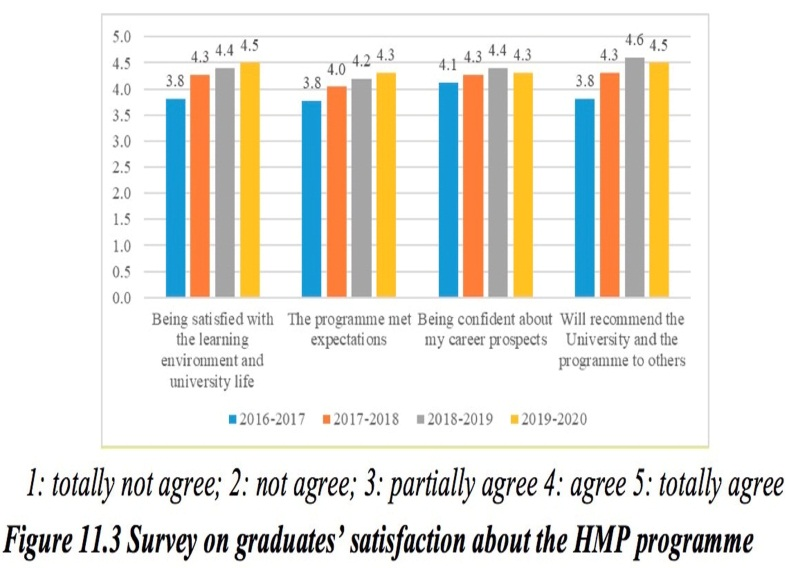 5.0
4.5
4.0
3.5
3.0
2.5
2.0
1.5
1.0
0.5
0.0
3.8 4.3 4.4 4.5
3.8 4.0 4.2 4.3
4.1 4.3 4.4 4.3
3.8 4.3 4.6 4.5
Being satisfied with
the learning
environment and
university life
The programme met
expectations
Being confident about
my career prospects
Will recommend the
University and the
programme to others
2016-2017 2017-2018 2018-2019 2019-2020
1: totally not agree; 2: not agree; 3: partially agree 4: agree 5: totally agree
Figure 11.3 Survey on graduates’ satisfaction about the HMP programme